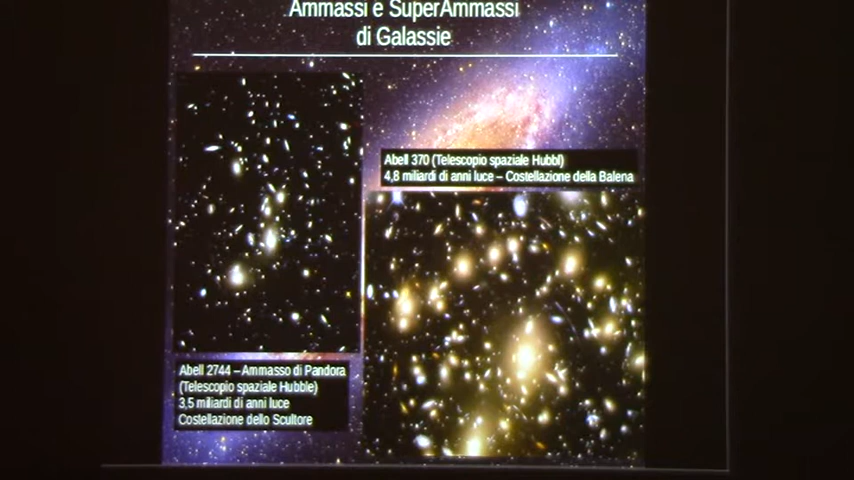 Ammassi e SuperAmmassi
di Galassie
Abell 370 (Telescopio spaziale Hubbl)
4,8 miliardi di anni luce – Costellazione della Balena
Abell 2744 – Ammasso di Pandora
(Telescopio spaziale Hubble)
3,5 miliardi di anni luce
Costellazione dello Scultore